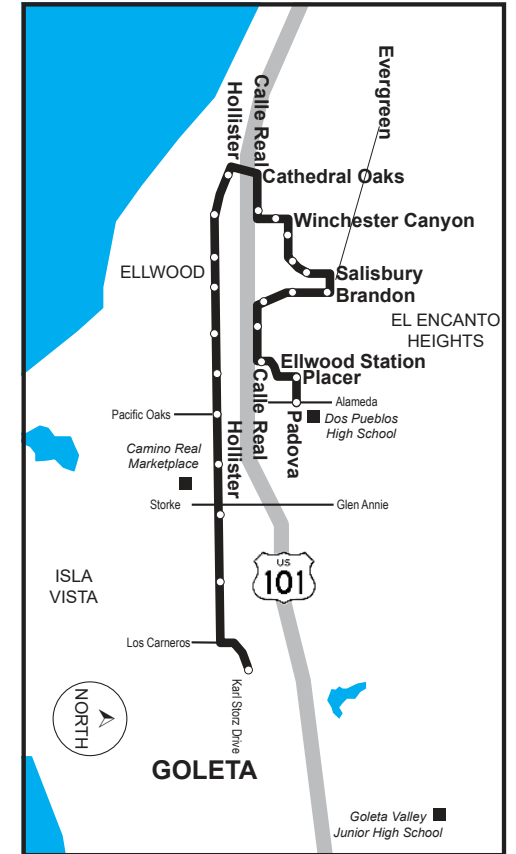 Evergreen
Calle Real
Hollister
Cathedral Oaks
Winchester Canyon
ELLWOOD
Salisbury
Brandon
EL ENCANTO
HEIGHTS
Ellwood Station
Placer
Calle Real
Alameda
Padova
Dos Pueblos
High School
Pacific Oaks
Hollister
Camino Real
Marketplace
Storke
Glen Annie
US
101
ISLA
VISTA
Los Carneros
Karl Storz Drive
NORTH
GOLETA
Goleta Valley
Junior High School